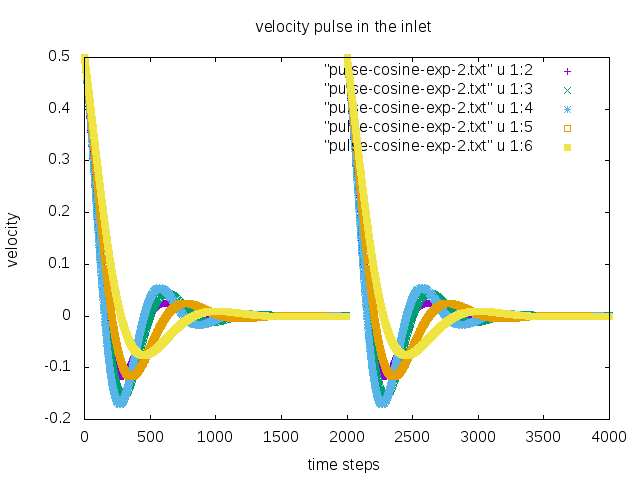 velocity pulse in the inlet
0.5
0.4
0.3
0.2
0.1
0
-0.1
-0.2
velocity
"pulse-cosine-exp-2.txt" u 1:2
"pulse-cosine-exp-2.txt" u 1:3
"pulse-cosine-exp-2.txt" u 1:4
"pulse-cosine-exp-2.txt" u 1:5
"pulse-cosine-exp-2.txt" u 1:6
0 500 1000 1500 2000 2500 3000 3500 4000
time steps